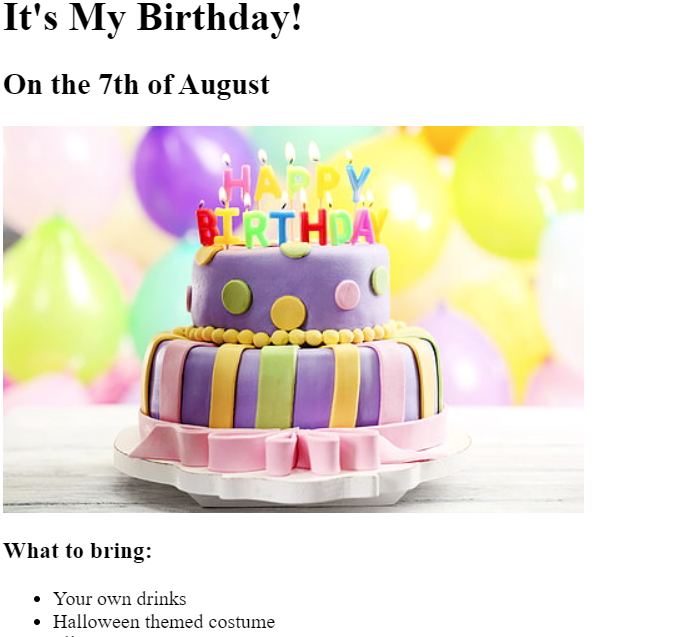 It's My Birthday!
On the 7th of August
HAPPY
BIRTHDAY
What to bring:
Your own drinks
Halloween themed costume